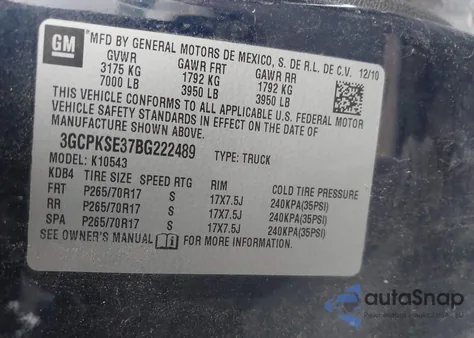 GM
MFD BY GENERAL MOTORS DE MEXICO, S. DE R.L. DE C.V. 12/10
GVWR GAWR FRT GAWR RR
3175 KG 1792 KG 1792 KG
7000 LB 3950 LB 3950 LB
THIS VEHICLE CONFORMS TO ALL APPLICABLE U.S. FEDERAL MOTOR
VEHICLE SAFETY STANDARDS IN EFFECT ON THE DATE OF
MANUFACTURE SHOWN ABOVE.
3GCPKSE37BG222489 TYPE: TRUCK
MODEL: K10543
KDB4 TIRE SIZE SPEED RTG RIM COLD TIRE PRESSURE
FRT P265/70R17 S 17X7.5J 240KPA(35PSI)
RR P265/70R17 S 17X7.5J 240KPA(35PSI)
SPA P265/70R17 S 17X7.5J 240KPA(35PSI)
SEE OWNER'S MANUAL FOR MORE INFORMATION.
autoSnap